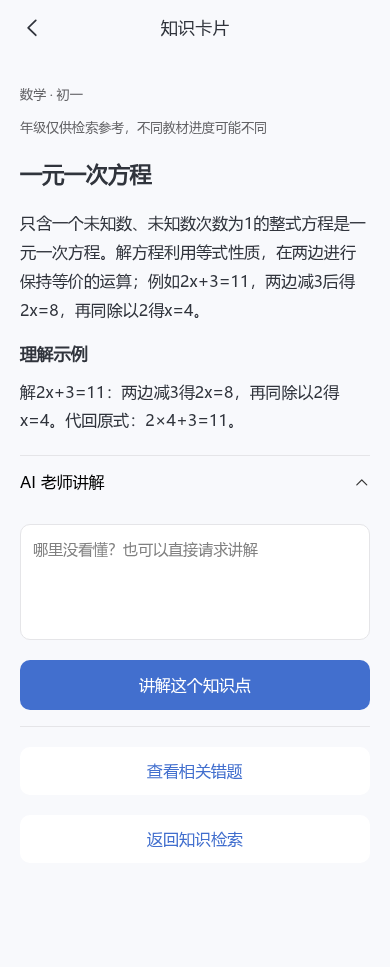 知识卡片
数学 · 初一
年级仅供检索参考，不同教材进度可能不同
一元一次方程
只含一个未知数、未知数次数为1的整式方程是一
元一次方程。解方程利用等式性质，在两边进行
保持等价的运算；例如2x+3=11，两边减3后得
2x=8，再同除以2得x=4。
理解示例
解2x+3=11：两边减3得2x=8，再同除以2得
x=4。代回原式：2×4+3=11。
AI 老师讲解
哪里没看懂？也可以直接请求讲解
讲解这个知识点
查看相关错题
返回知识检索